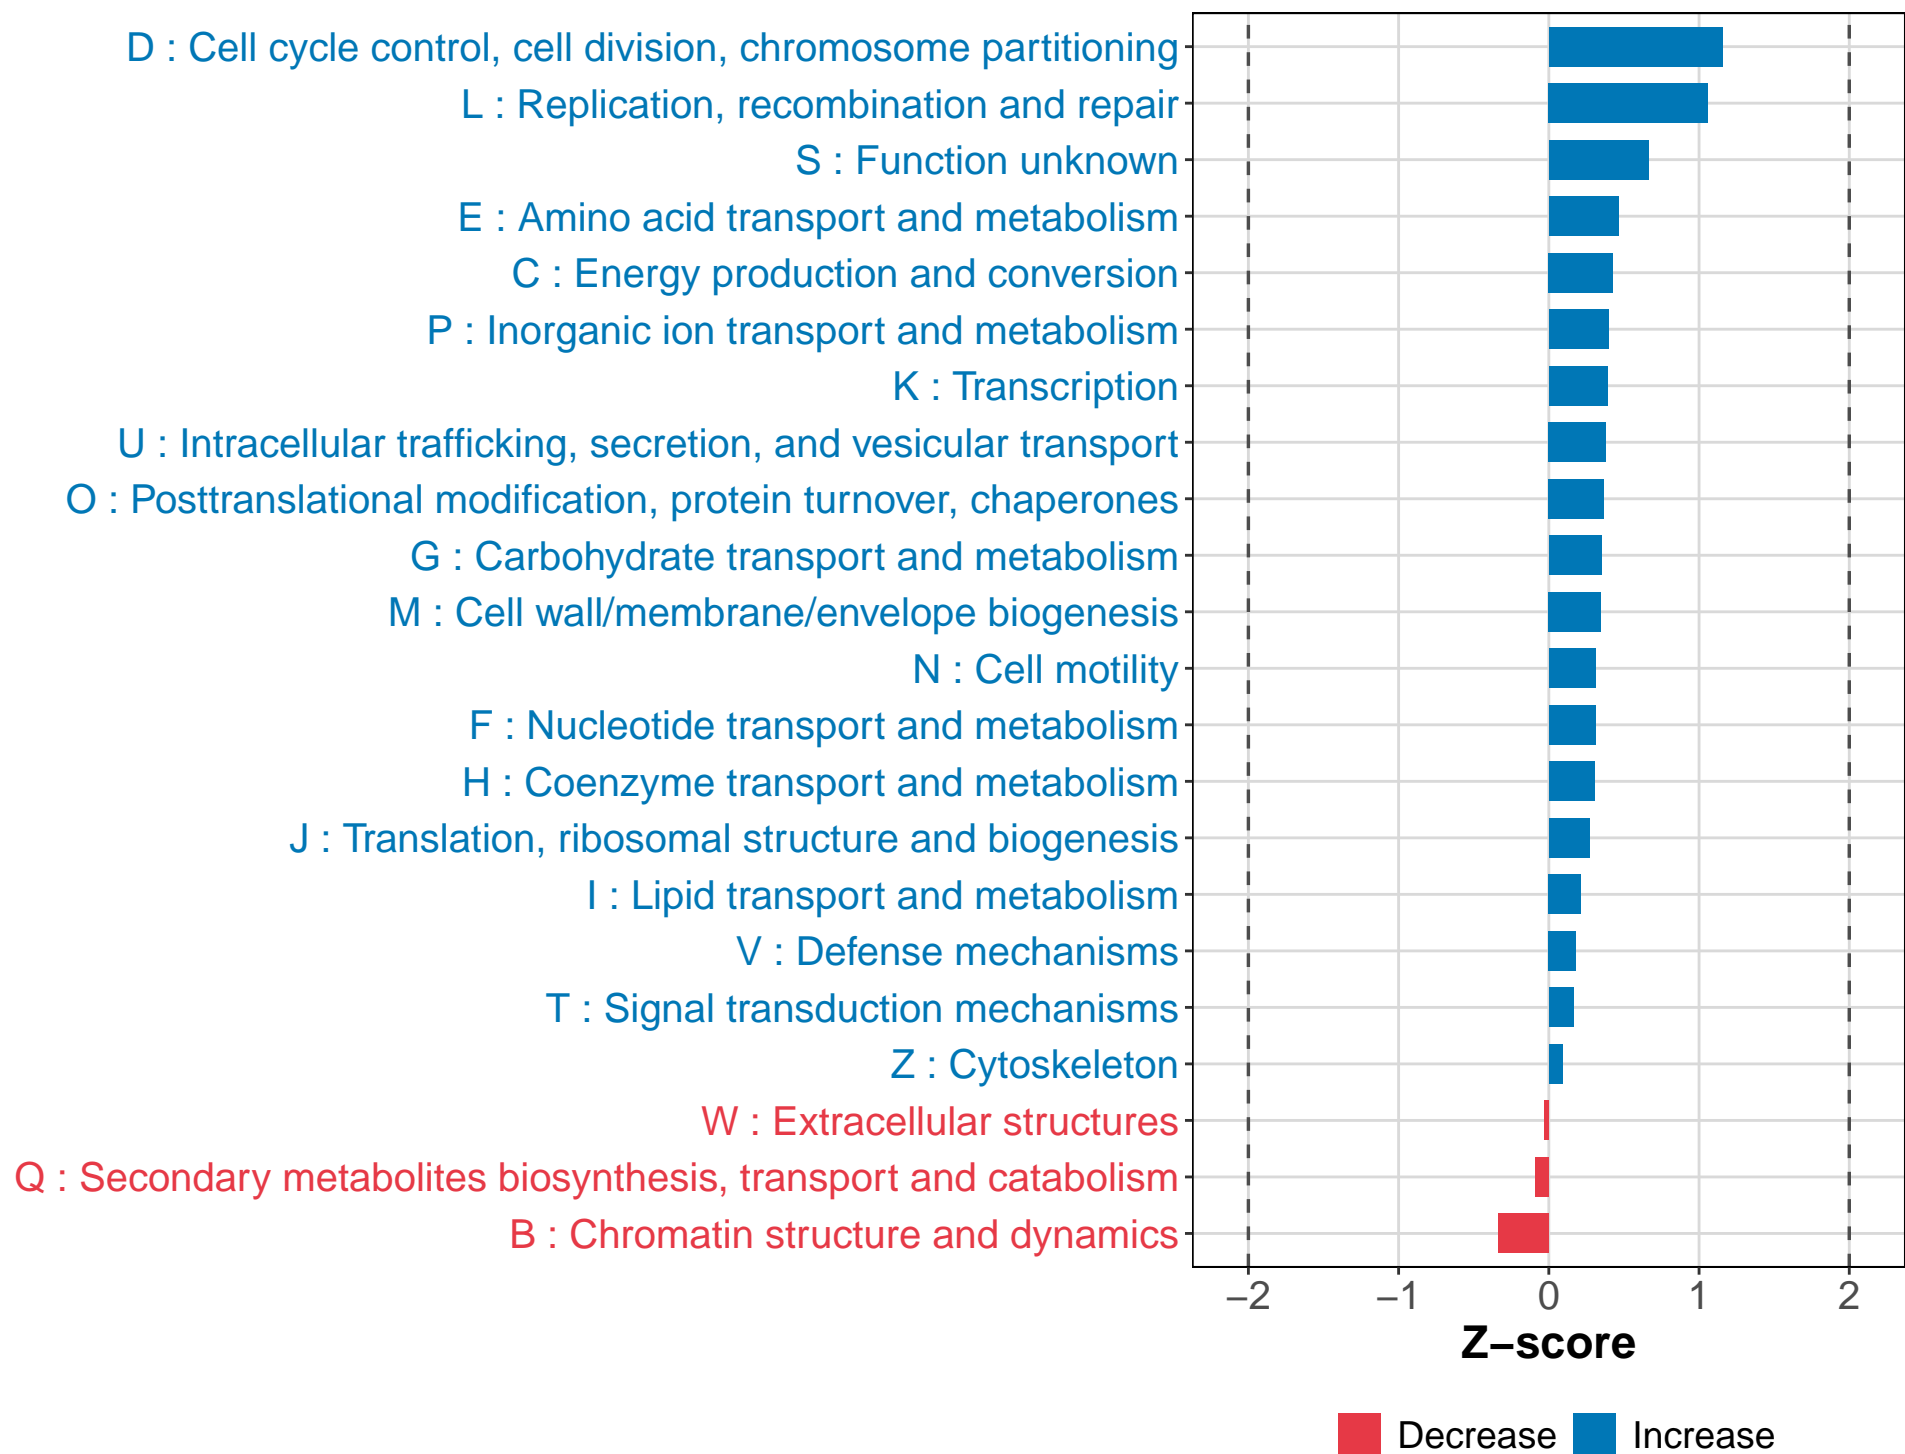 D : Cell cycle control, cell division, chromosome partitioning
L : Replication, recombination and repair
S : Function unknown
E : Amino acid transport and metabolism
C : Energy production and conversion
P : Inorganic ion transport and metabolism
K : Transcription
U : Intracellular trafficking, secretion, and vesicular transport
O : Posttranslational modification, protein turnover, chaperones
G : Carbohydrate transport and metabolism
M : Cell wall/membrane/envelope biogenesis
N : Cell motility
F : Nucleotide transport and metabolism
H : Coenzyme transport and metabolism
J : Translation, ribosomal structure and biogenesis
I : Lipid transport and metabolism
V : Defense mechanisms
T : Signal transduction mechanisms
Z : Cytoskeleton
W : Extracellular structures
Q : Secondary metabolites biosynthesis, transport and catabolism
B : Chromatin structure and dynamics
−2 −1 0 1 2
Z−score
Decrease Increase